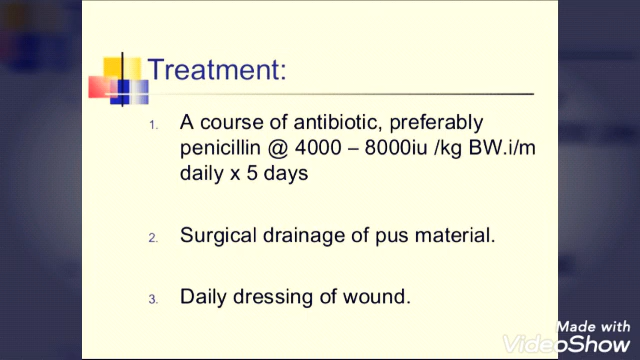 Treatment:
1. A course of antibiotic, preferably
penicillin @ 4000 – 8000iu /kg BW.i/m
daily x 5 days
2. Surgical drainage of pus material.
3. Daily dressing of wound.
Made with
VideoShow